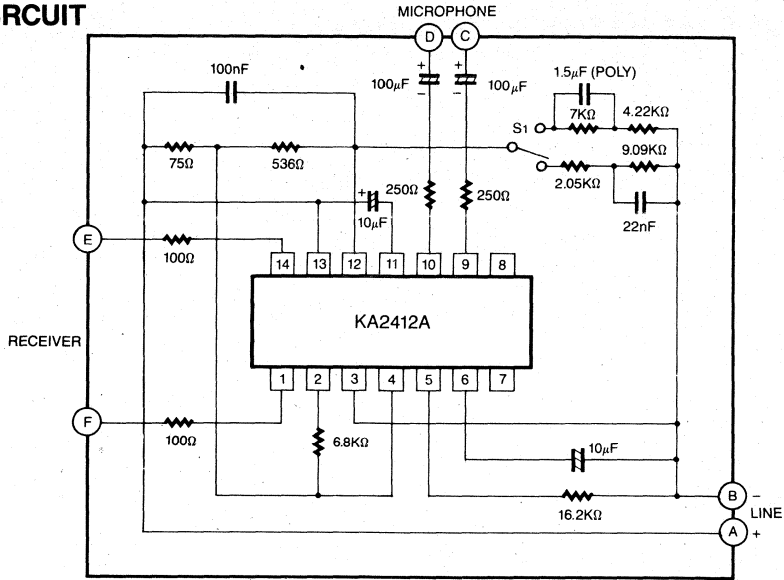 RCUIT
MICROPHONE
D C
100nF
+ +
100µF 100µF
− −
1.5µF (POLY)
7KΩ 4.22KΩ
S1
9.09KΩ
75Ω 536Ω
2.05KΩ
250Ω 250Ω
+
10µF
22nF
E
100Ω
14 13 12 11 10 9 8
KA2412A
RECEIVER
1 2 3 4 5 6 7
F
100Ω
6.8KΩ
10µF
B −
16.2KΩ
LINE
A +